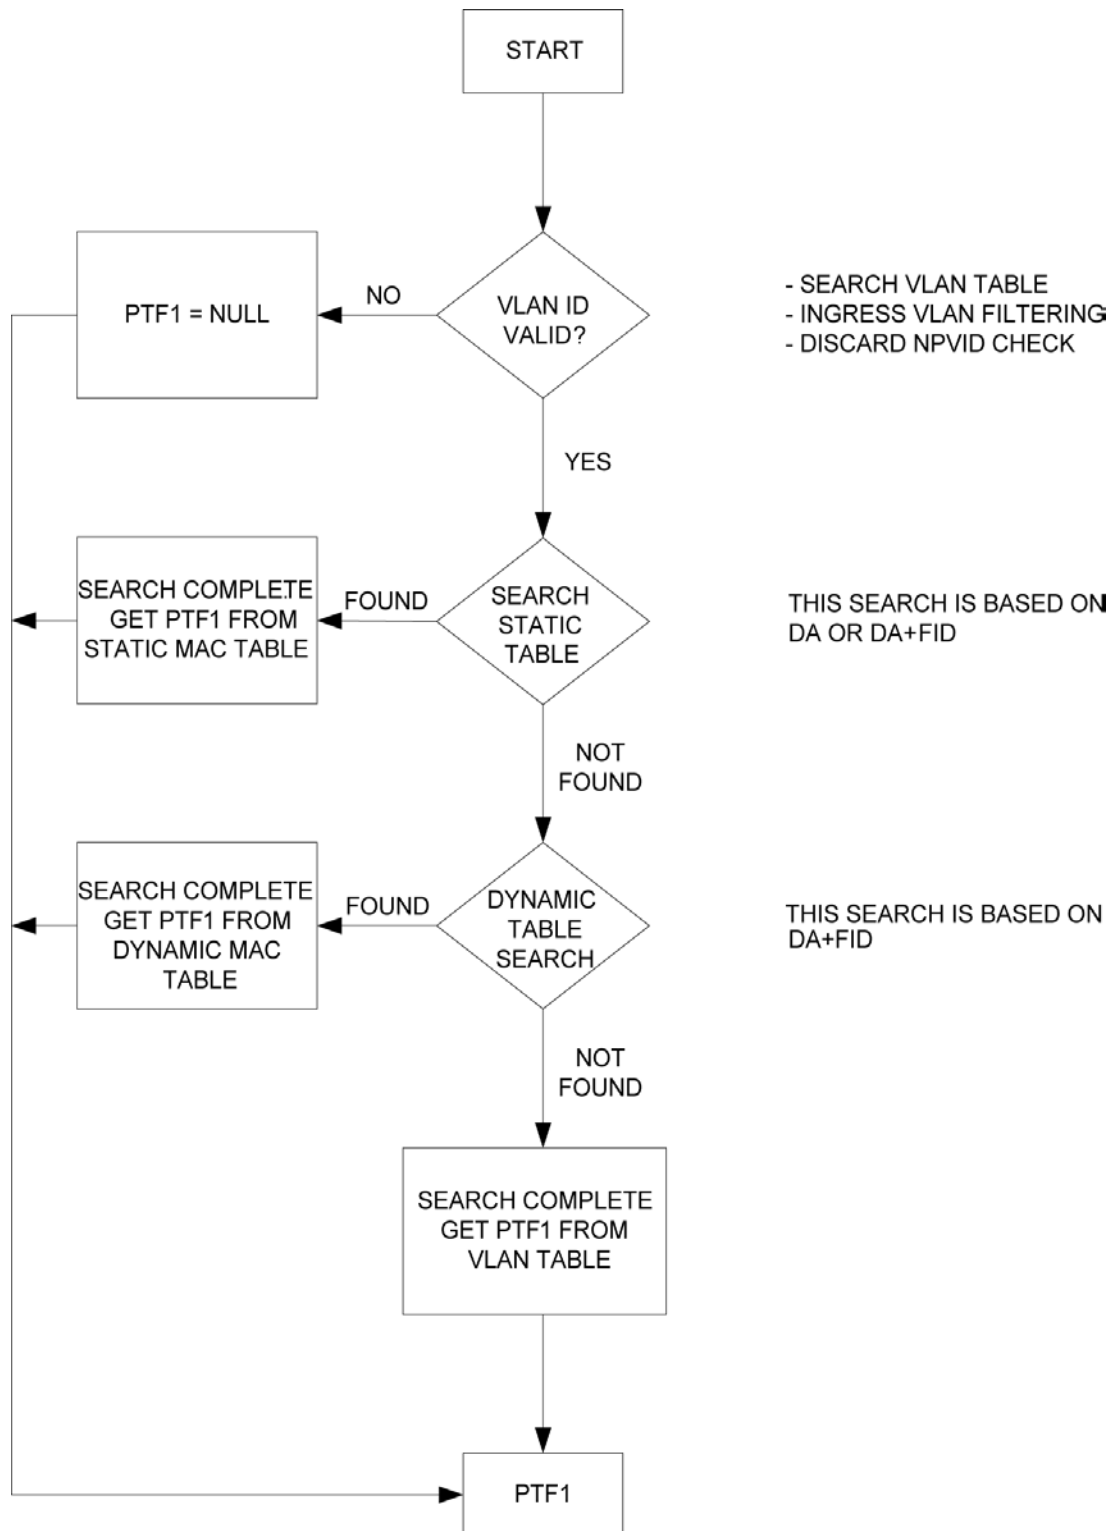 START
PTF1 = NULL
NO
VLAN ID
VALID?
- SEARCH VLAN TABLE
- INGRESS VLAN FILTERING
- DISCARD NPVID CHECK
YES
SEARCH COMPLETE
GET PTF1 FROM
STATIC MAC TABLE
FOUND
SEARCH
STATIC
TABLE
THIS SEARCH IS BASED ON
DA OR DA+FID
NOT
FOUND
SEARCH COMPLETE
GET PTF1 FROM
DYNAMIC MAC
TABLE
FOUND
DYNAMIC
TABLE
SEARCH
THIS SEARCH IS BASED ON
DA+FID
NOT
FOUND
SEARCH COMPLETE
GET PTF1 FROM
VLAN TABLE
PTF1